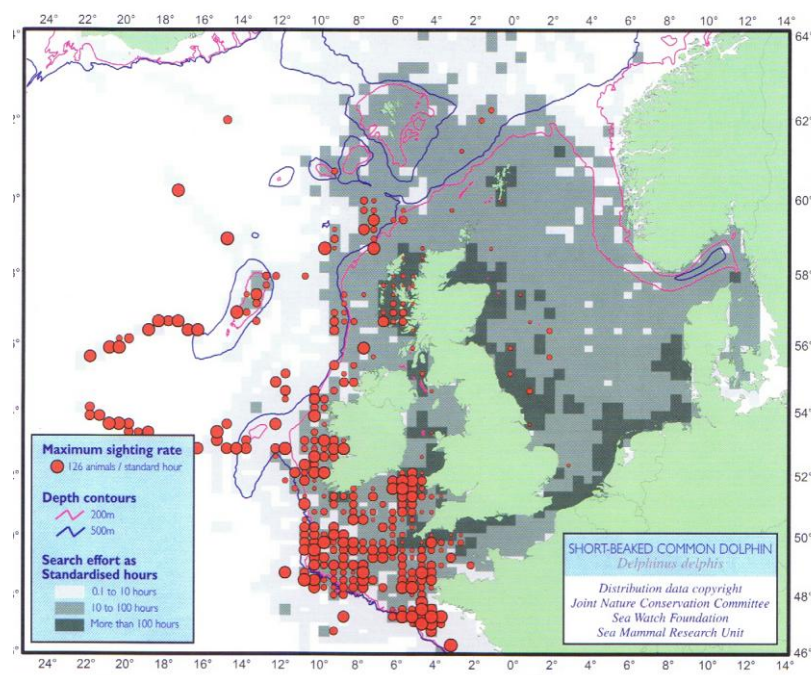 24° 22° 20° 18° 16° 14° 12° 10° 8° 6° 4° 2° 0° 2° 4° 6° 8° 10° 12° 14°
64°
62°
60°
58°
56°
54°
52°
50°
48°
46°
Maximum sighting rate
126 animals / standard hour
Depth contours
200m
500m
Search effort as
Standardised hours
0.1 to 10 hours
10 to 100 hours
More than 100 hours
SHORT-BEAKED COMMON DOLPHIN
Delphinus delphis
Distribution data copyright
Joint Nature Conservation Committee
Sea Watch Foundation
Sea Mammal Research Unit
24° 22° 20° 18° 16° 14° 12° 10° 8° 6° 4° 2° 0° 2° 4° 6° 8° 10° 12° 14°